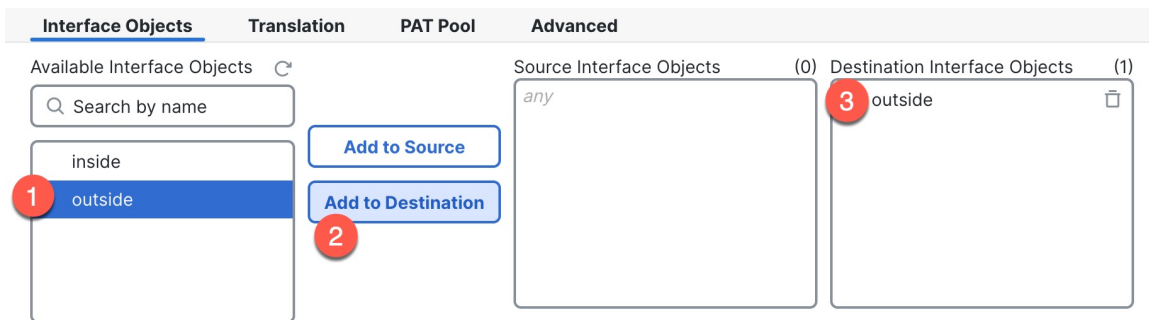 Interface Objects Translation PAT Pool Advanced
Available Interface Objects
Search by name
inside
1 outside
Add to Source
Add to Destination
2
Source Interface Objects (0)
any
Destination Interface Objects (1)
3 outside